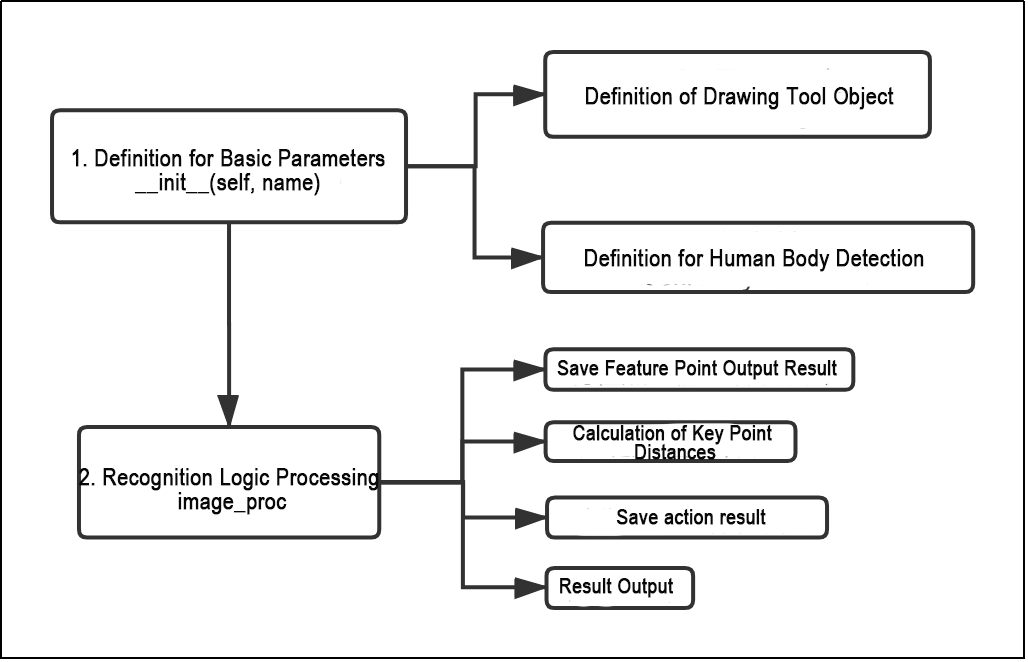 1. Definition for Basic Parameters
__init__(self, name)
Definition of Drawing Tool Object
Definition for Human Body Detection
2. Recognition Logic Processing
image_proc
Save Feature Point Output Result
Calculation of Key Point
Distances
Save action result
Result Output